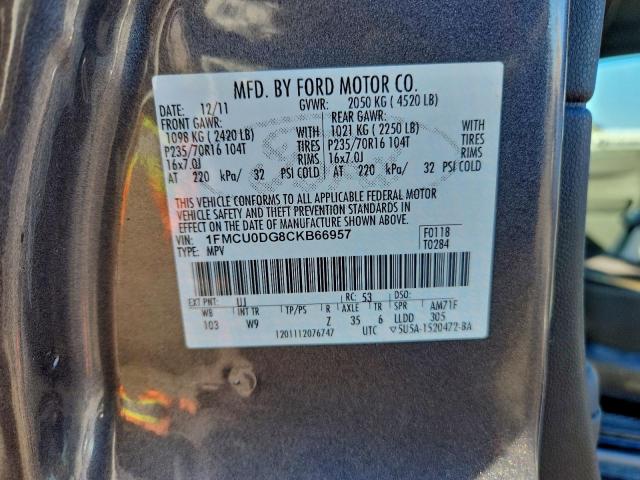 MFD. BY FORD MOTOR CO.
DATE: 12/11 GVWR: 2050 KG ( 4520 LB)
FRONT GAWR: REAR GAWR:
1098 KG ( 2420 LB) WITH 1021 KG ( 2250 LB) WITH
P235/70R16 104T TIRES P235/70R16 104T TIRES
16x7.0J RIMS 16x7.0J RIMS
AT 220 kPa/ 32 PSI COLD AT 220 kPa/ 32 PSI COLD
THIS VEHICLE CONFORMS TO ALL APPLICABLE FEDERAL MOTOR
VEHICLE SAFETY AND THEFT PREVENTION STANDARDS IN
EFFECT ON THE DATE OF MANUFACTURE SHOWN ABOVE.
VIN: 1FMCU0DG8CKB66957 F0118
TYPE: MPV T0284
EXT PNT: UJ RC: 53 DSO:
WB INT TR TP/PS R AXLE TR SPR AM71F
103 W9 Z 35 6 LLDD 305
1201112076747 UTC 5U5A-1520472-BA